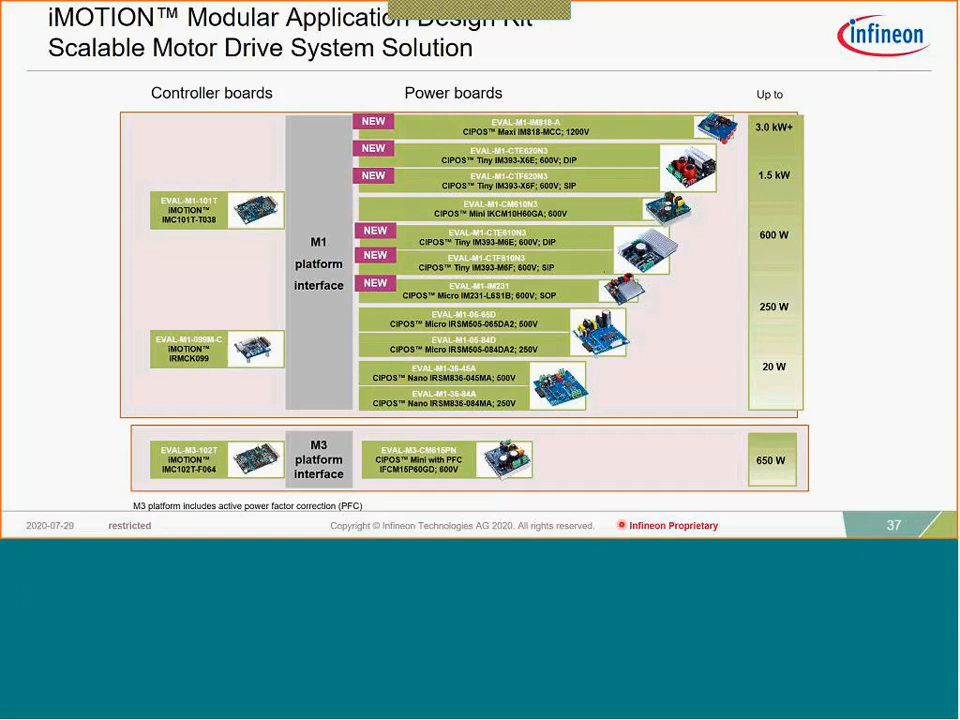 iMOTION™ Modular Application Design Kit
Scalable Motor Drive System Solution
infineon
Controller boards
Power boards
Up to
NEW
EVAL-M1-IM818-A
CIPOS™ Maxi IM818-MCC; 1200V
3.0 kW+
NEW
EVAL-M1-CTE620N3
CIPOS™ Tiny IM393-X6E; 600V; DIP
NEW
EVAL-M1-CTF620N3
CIPOS™ Tiny IM393-X6F; 600V; SIP
1.5 kW
EVAL-M1-101T
iMOTION™
IMC101T-T038
EVAL-M1-CM610N3
CIPOS™ Mini IKCM10H60GA; 600V
M1
platform
interface
NEW
EVAL-M1-CTE610N3
CIPOS™ Tiny IM393-M6E; 600V; DIP
600 W
NEW
EVAL-M1-CTF610N3
CIPOS™ Tiny IM393-M6F; 600V; SIP
NEW
EVAL-M1-IM231
CIPOS™ Micro IM231-L6S1B; 600V; SOP
250 W
EVAL-M1-05-65D
CIPOS™ Micro IRSM505-065DA2; 500V
EVAL-M1-099M-C
iMOTION™
IRMCK099
EVAL-M1-05-84D
CIPOS™ Micro IRSM505-084DA2; 250V
20 W
EVAL-M1-36-45A
CIPOS™ Nano IRSM836-045MA; 500V
EVAL-M1-36-84A
CIPOS™ Nano IRSM836-084MA; 250V
EVAL-M3-102T
iMOTION™
IMC102T-F064
M3
platform
interface
EVAL-M3-CM615PN
CIPOS™ Mini with PFC
IFCM15P60GD; 600V
650 W
M3 platform includes active power factor correction (PFC)
2020-07-29
restricted
Copyright © Infineon Technologies AG 2020. All rights reserved.
Infineon Proprietary
37